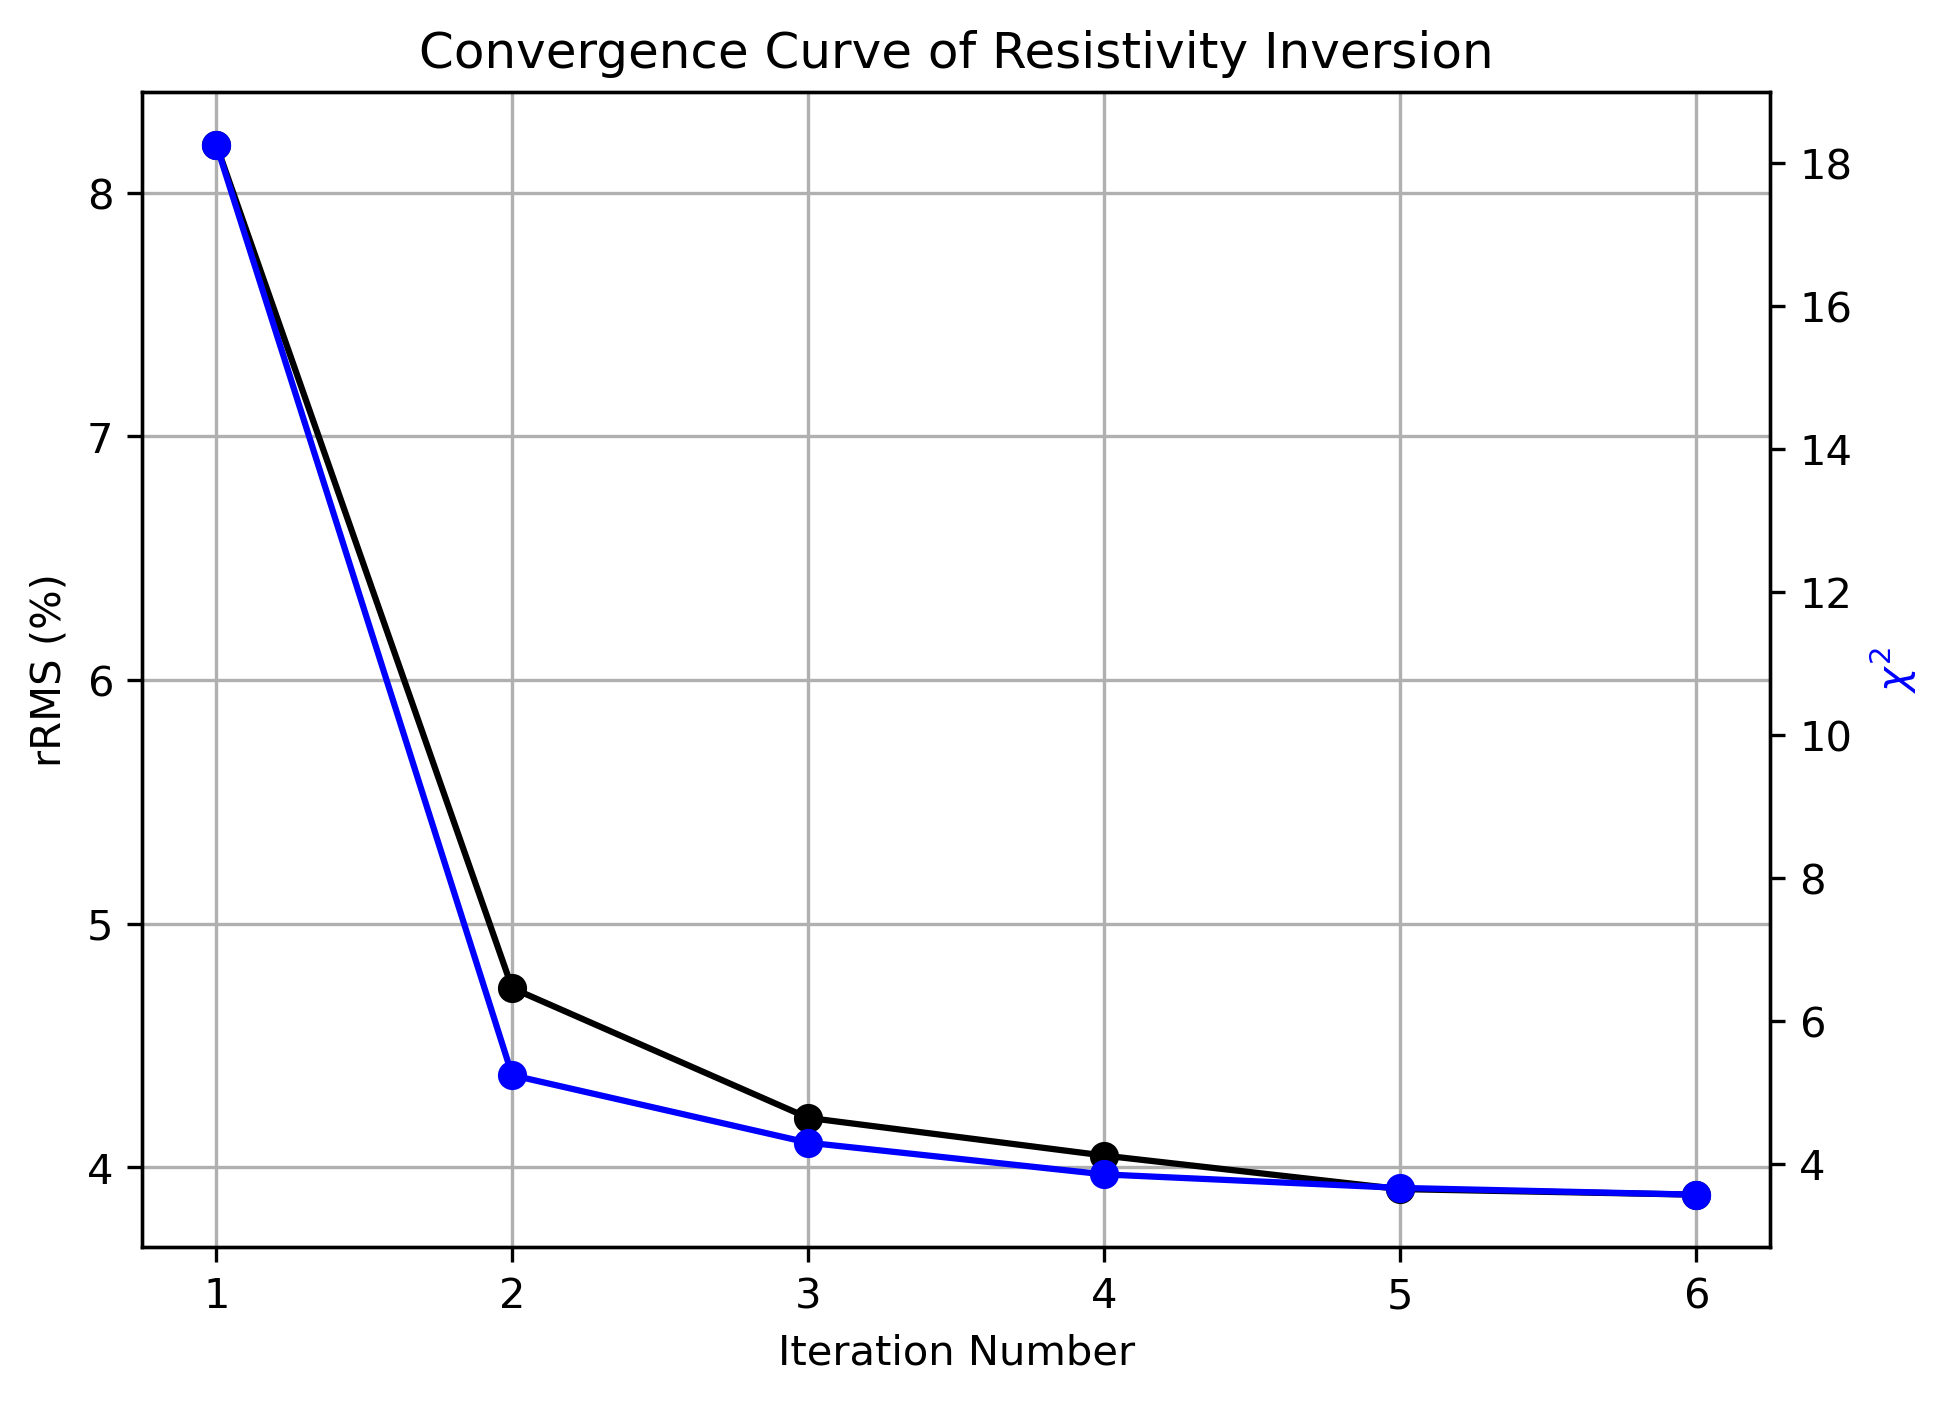 Convergence Curve of Resistivity Inversion
8
7
6
5
4
rRMS (%)
18
16
14
12
10
8
6
4
χ²
1 2 3 4 5 6
Iteration Number